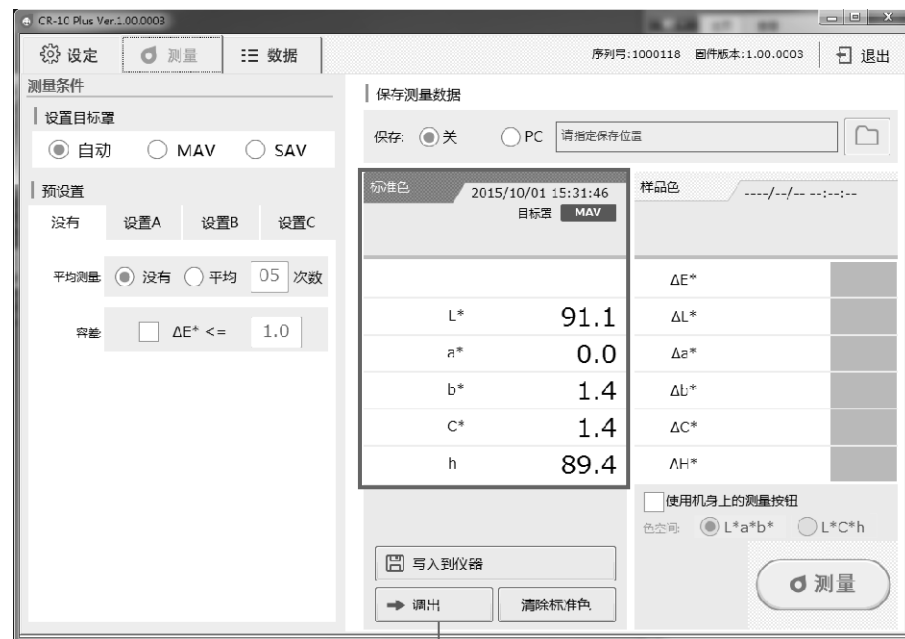 CR-10 Plus Ver.1.00.0003
设定
测量
数据
序列号:1000118 固件版本:1.00.0003
退出
测量条件
设置目标罩
自动 MAV SAV
预设置
没有 设置A 设置B 设置C
平均测量: 没有 平均 05 次数
容差: ΔE* <= 1.0
保存测量数据
保存: 关 PC 请指定保存位置
标准色
2015/10/01 15:31:46
目标罩 MAV
L* 91.1
a* 0.0
b* 1.4
C* 1.4
h 89.4
样品色
----/--/-- --:--:--
ΔE*
ΔL*
Δa*
Δb*
ΔC*
ΔH*
使用机身上的测量按钮
色空间: L*a*b* L*C*h
写入到仪器
调出
清除标准色
测量